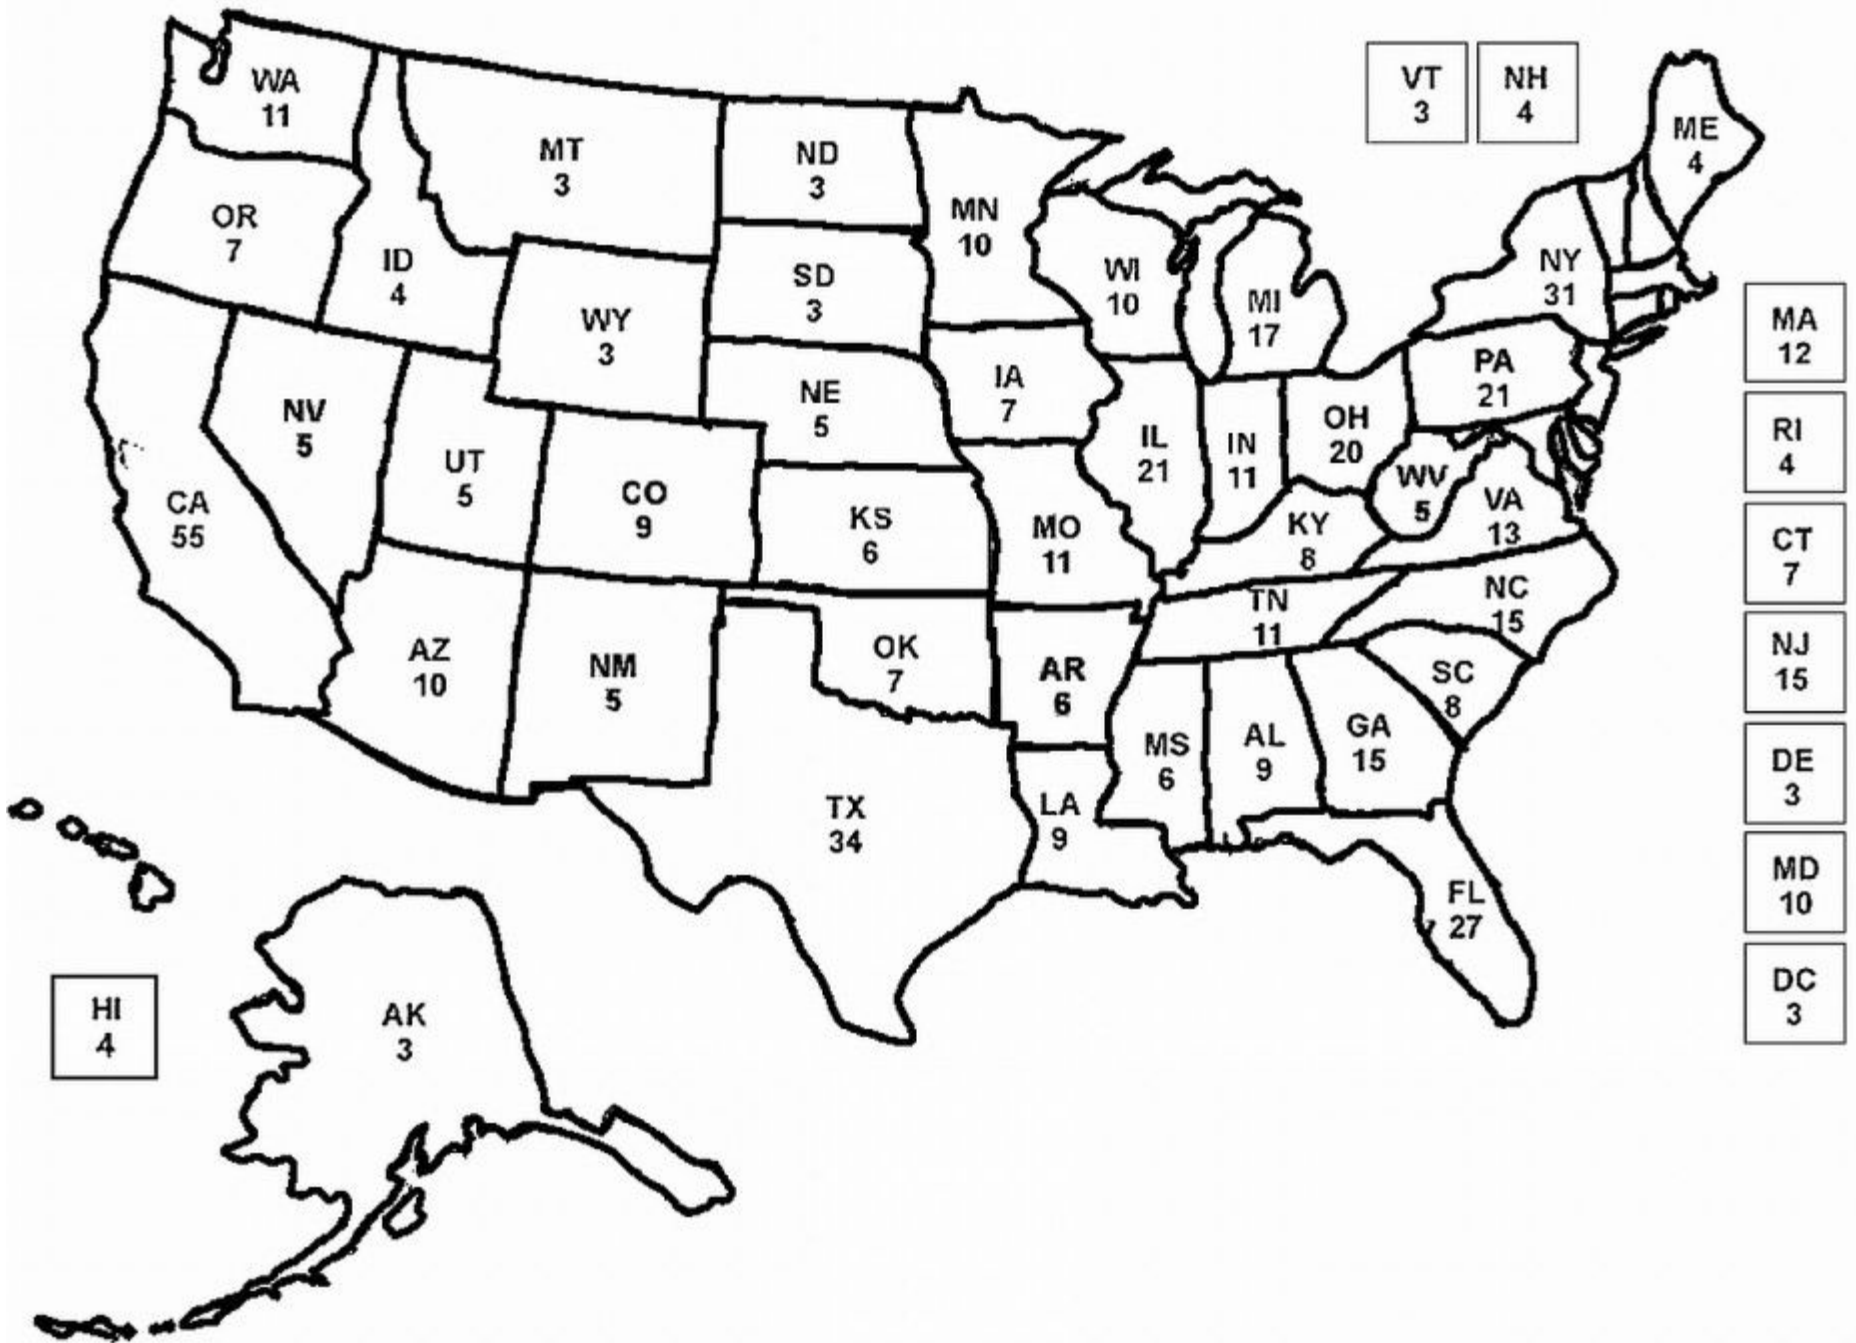 VT
3
NH
4
WA
11
ME
4
MT
3
ND
3
OR
7
MN
10
ID
4
SD
3
WI
10
NY
31
MI
17
WY
3
MA
12
IA
7
PA
21
NE
5
NV
5
OH
20
RI
4
IL
21
IN
11
UT
5
CO
9
CA
55
KS
6
MO
11
WV
5
VA
13
KY
8
CT
7
TN
11
NC
15
AZ
10
NM
5
OK
7
AR
6
SC
8
NJ
15
MS
6
AL
9
GA
15
DE
3
TX
34
LA
9
FL
27
MD
10
HI
4
AK
3
DC
3